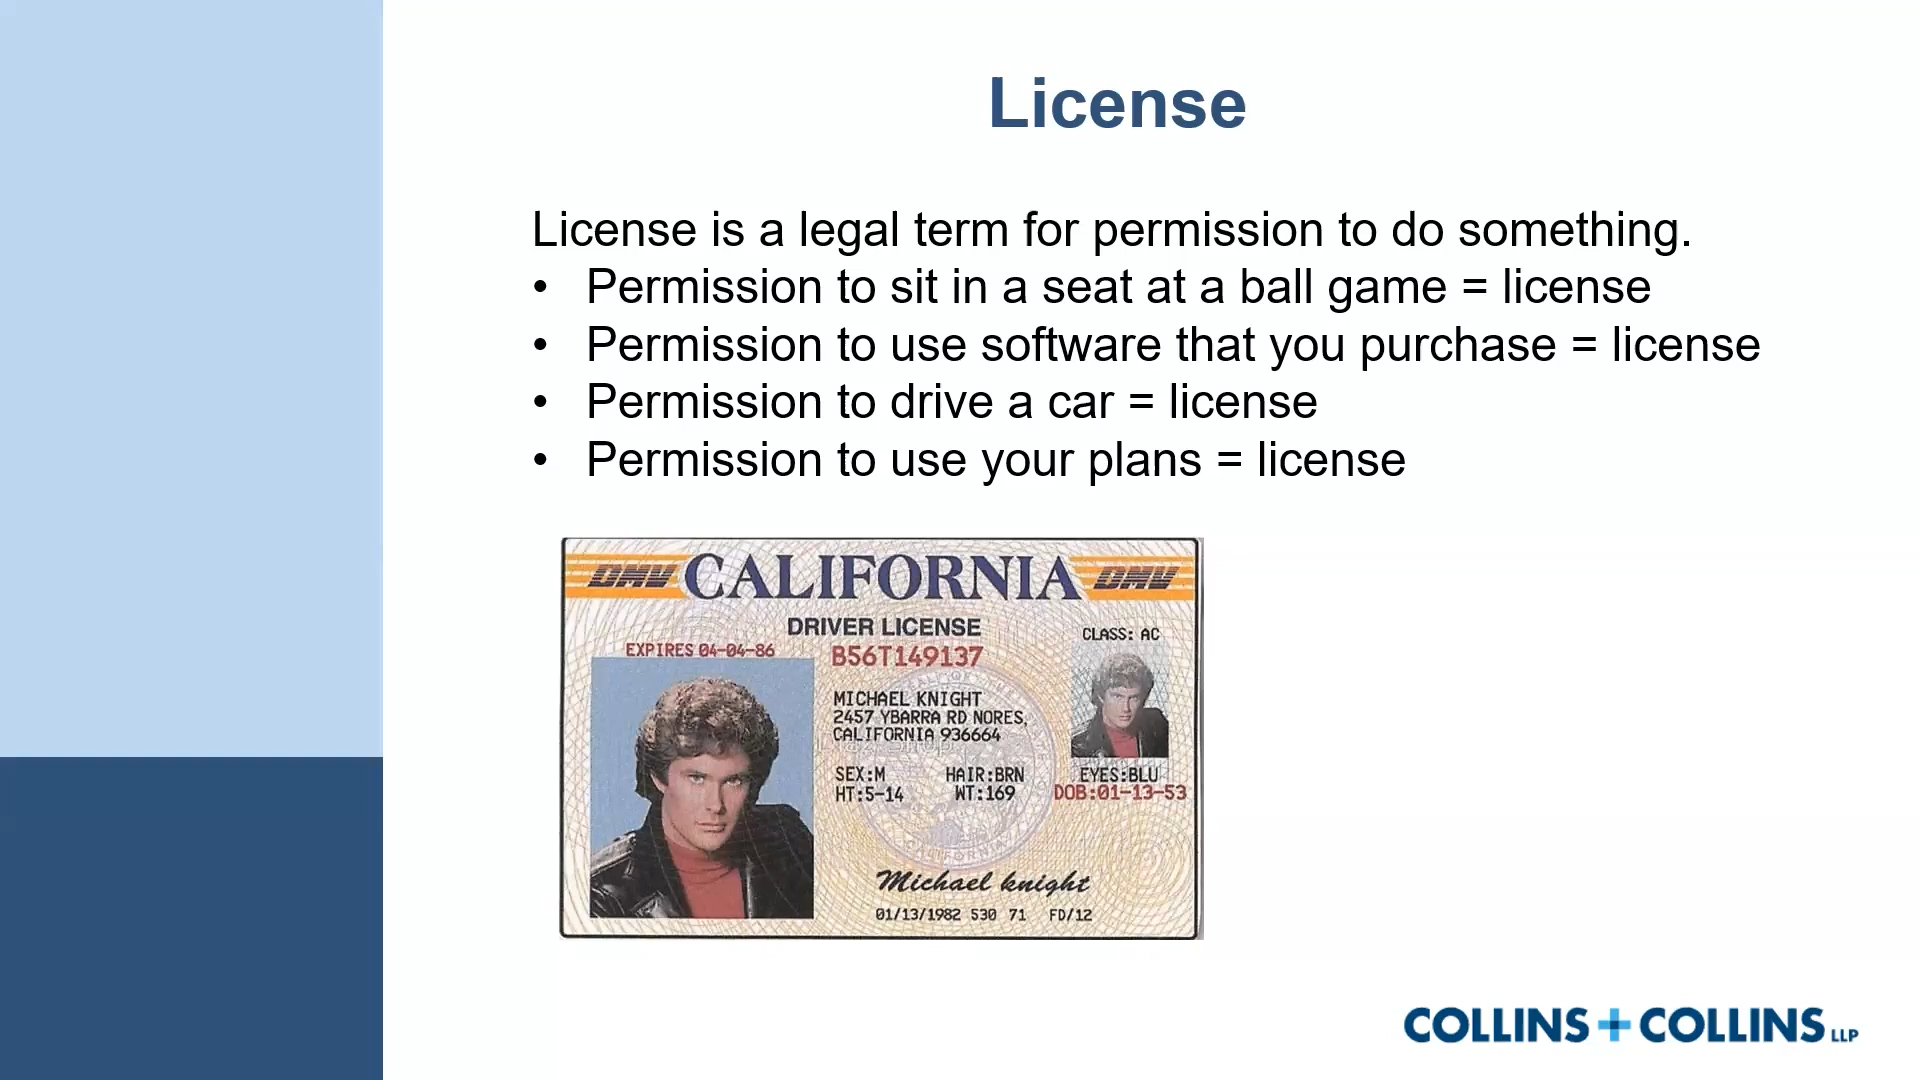 License
License is a legal term for permission to do something.
• Permission to sit in a seat at a ball game = license
• Permission to use software that you purchase = license
• Permission to drive a car = license
• Permission to use your plans = license
DMV CALIFORNIA DMV
DRIVER LICENSE
CLASS: AC
EXPIRES 04-04-86
B56T149137
MICHAEL KNIGHT
2457 YBARRA RD NORES,
CALIFORNIA 936664
SEX:M HAIR:BRN EYES:BLU
HT:5-14 WT:169 DOB:01-13-53
Michael knight
01/13/1982 530 71 FD/12
COLLINS + COLLINS LLP